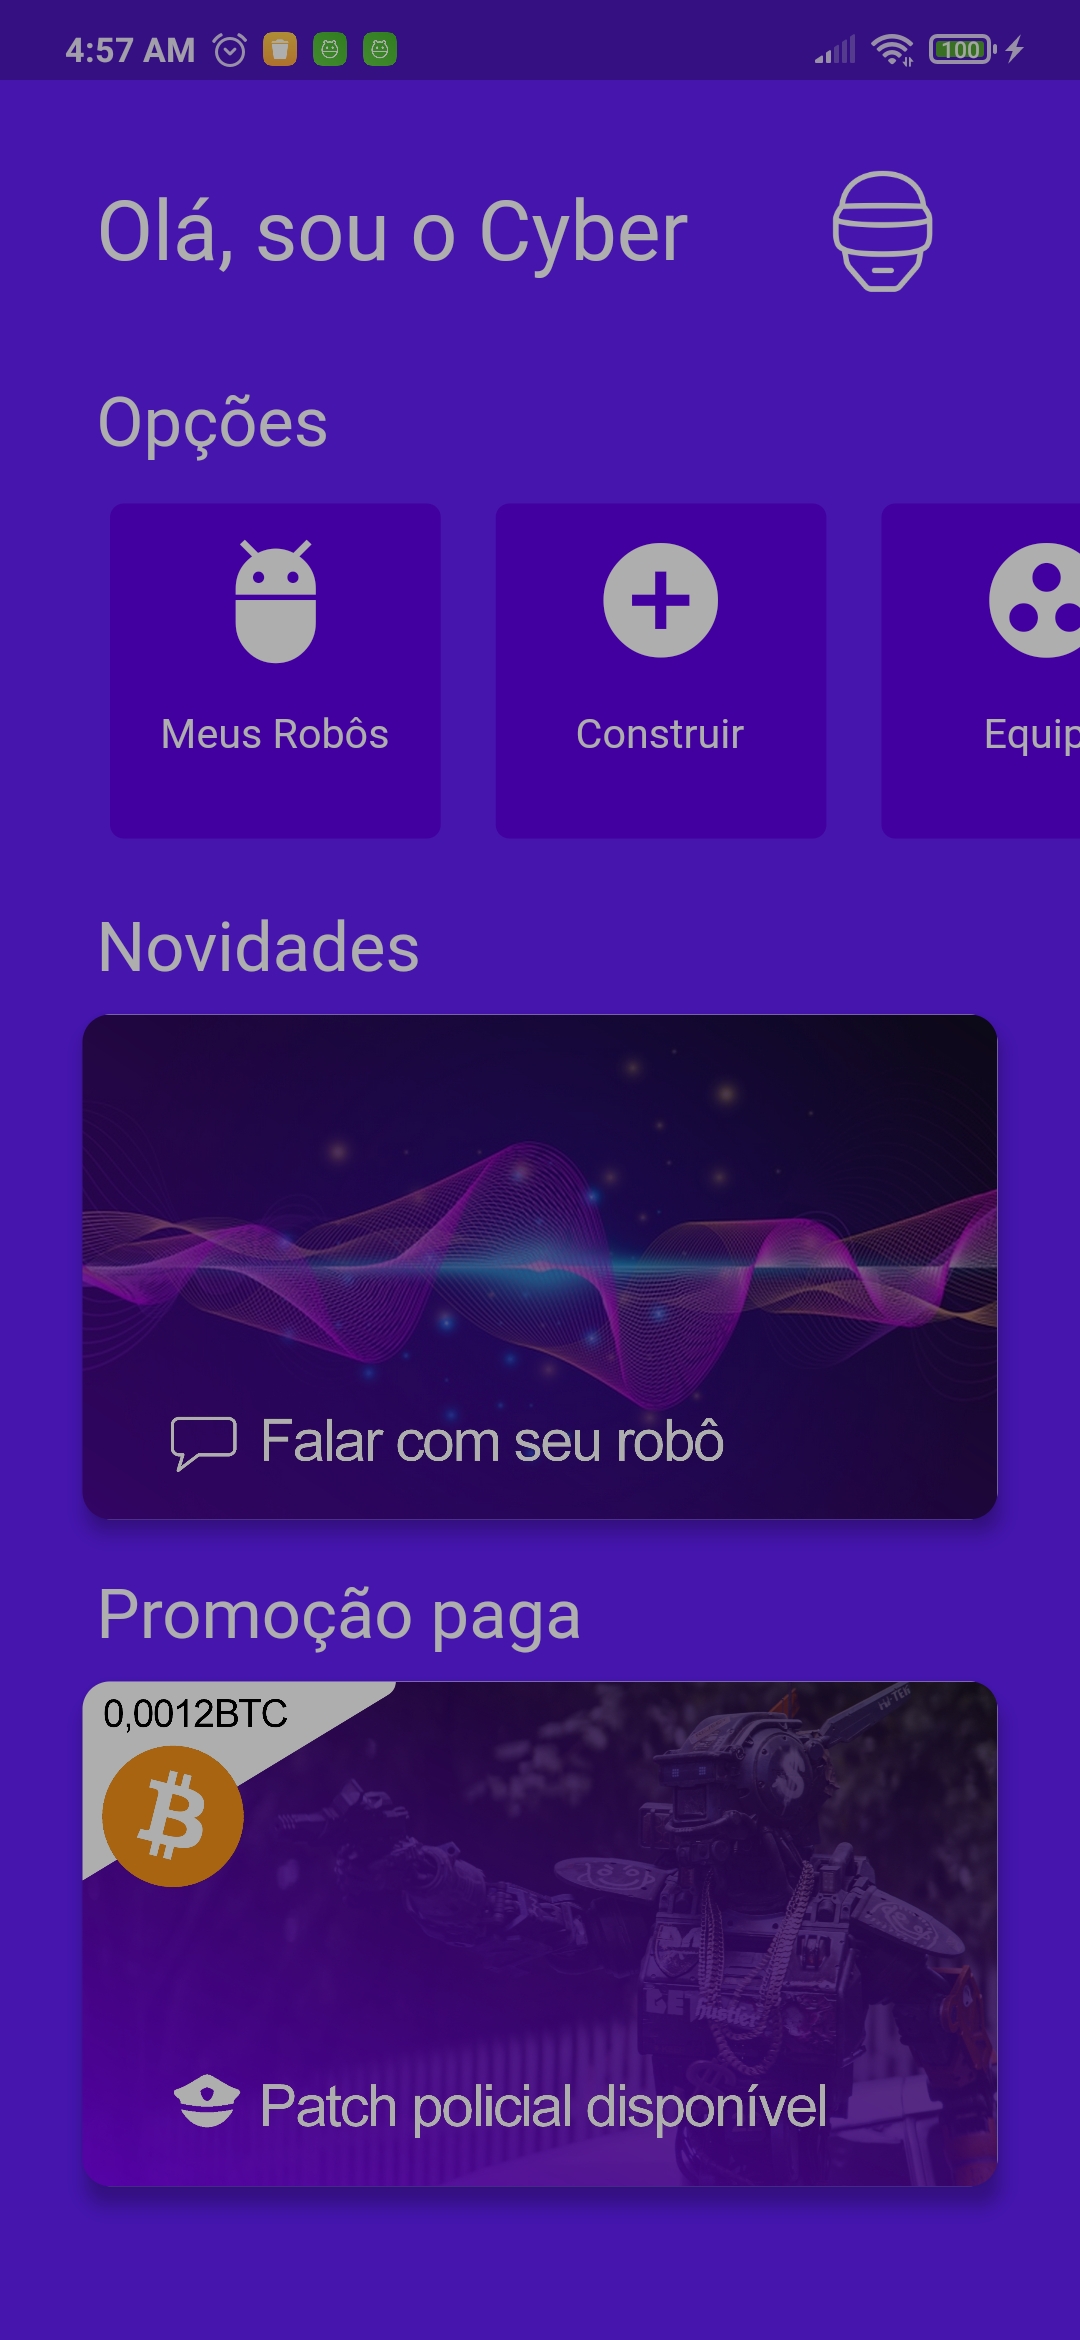 4:57 AM
100
Olá, sou o Cyber
Opções
Meus Robôs
Construir
Equip
Novidades
Falar com seu robô
Promoção paga
0,0012BTC
Patch policial disponível